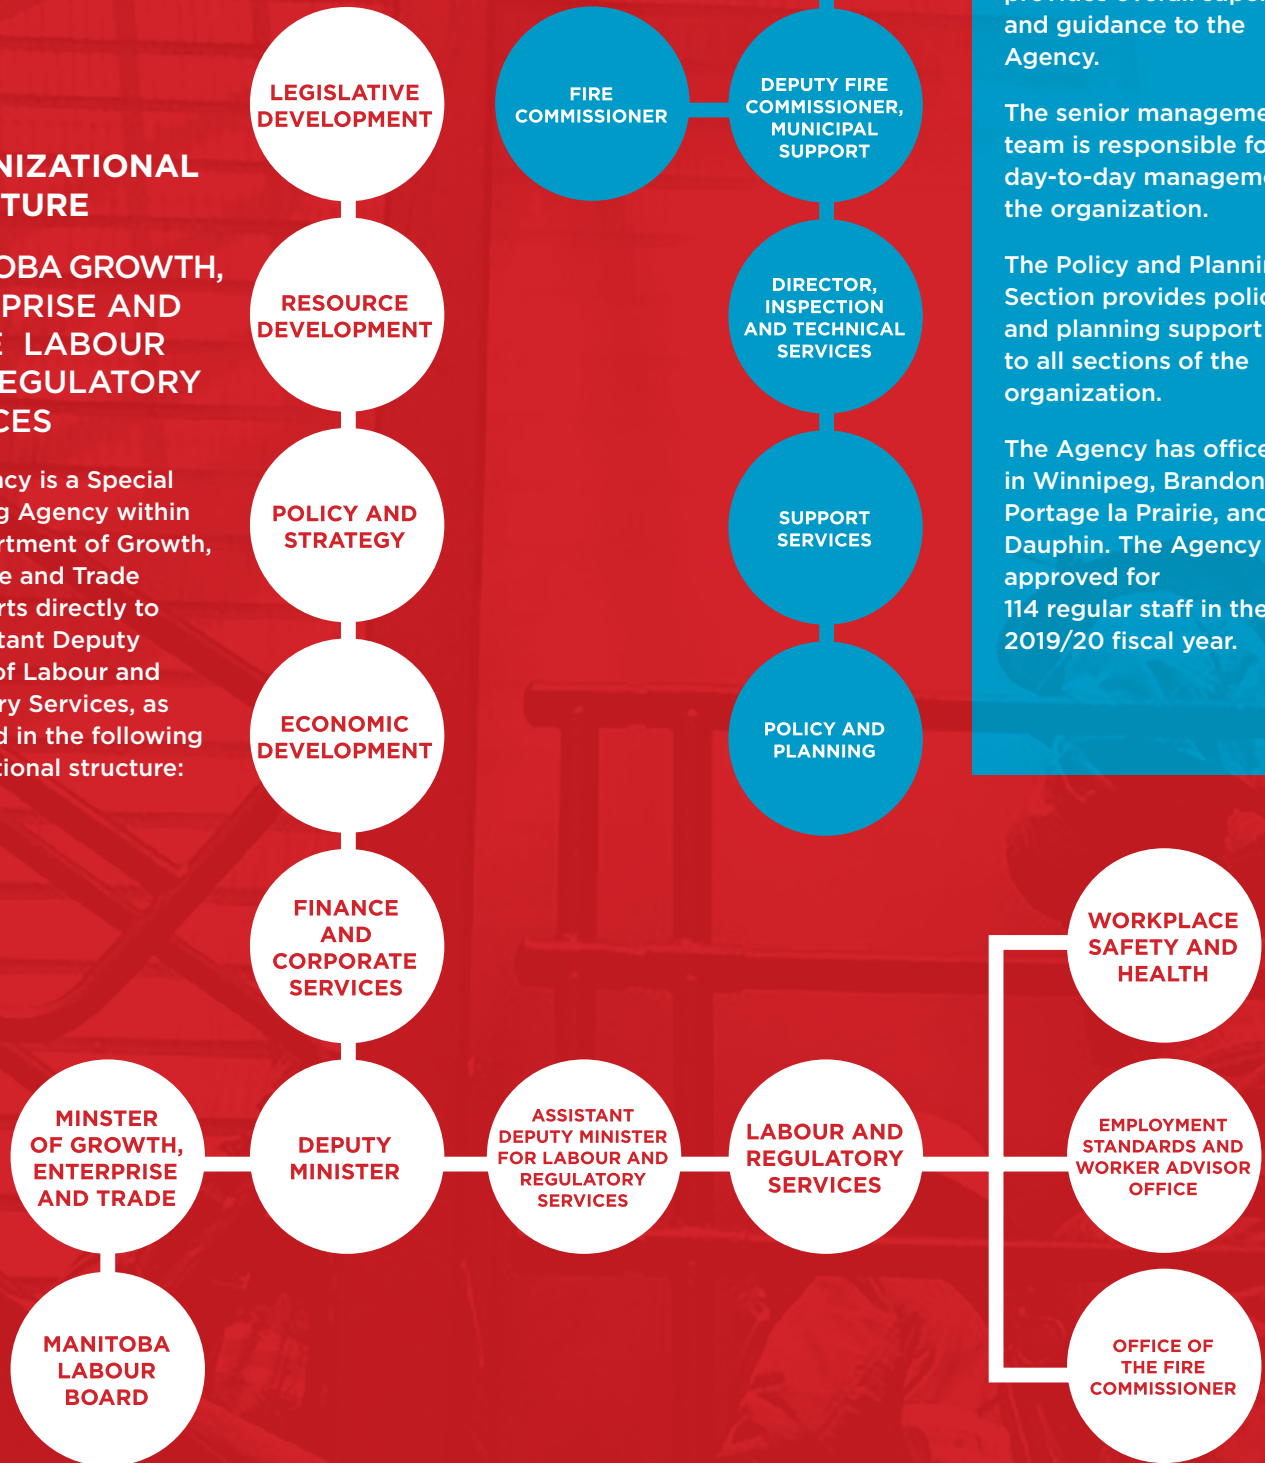 NIZATIONAL
TURE
OBA GROWTH,
PRISE AND
E LABOUR
EGULATORY
CES
cy is a Special
g Agency within
rtment of Growth,
e and Trade
rts directly to
tant Deputy
of Labour and
ry Services, as
d in the following
tional structure:
LEGISLATIVE
DEVELOPMENT
RESOURCE
DEVELOPMENT
POLICY AND
STRATEGY
ECONOMIC
DEVELOPMENT
FINANCE
AND
CORPORATE
SERVICES
FIRE
COMMISSIONER
DEPUTY FIRE
COMMISSIONER,
MUNICIPAL
SUPPORT
DIRECTOR,
INSPECTION
AND TECHNICAL
SERVICES
SUPPORT
SERVICES
POLICY AND
PLANNING
provides overall super
and guidance to the
Agency.
The senior manageme
team is responsible fo
day-to-day manageme
the organization.
The Policy and Planni
Section provides polic
and planning support
to all sections of the
organization.
The Agency has office
in Winnipeg, Brandon
Portage la Prairie, and
Dauphin. The Agency
approved for
114 regular staff in the
2019/20 fiscal year.
MINSTER
OF GROWTH,
ENTERPRISE
AND TRADE
MANITOBA
LABOUR
BOARD
DEPUTY
MINISTER
ASSISTANT
DEPUTY MINISTER
FOR LABOUR AND
REGULATORY
SERVICES
LABOUR AND
REGULATORY
SERVICES
WORKPLACE
SAFETY AND
HEALTH
EMPLOYMENT
STANDARDS AND
WORKER ADVISOR
OFFICE
OFFICE OF
THE FIRE
COMMISSIONER